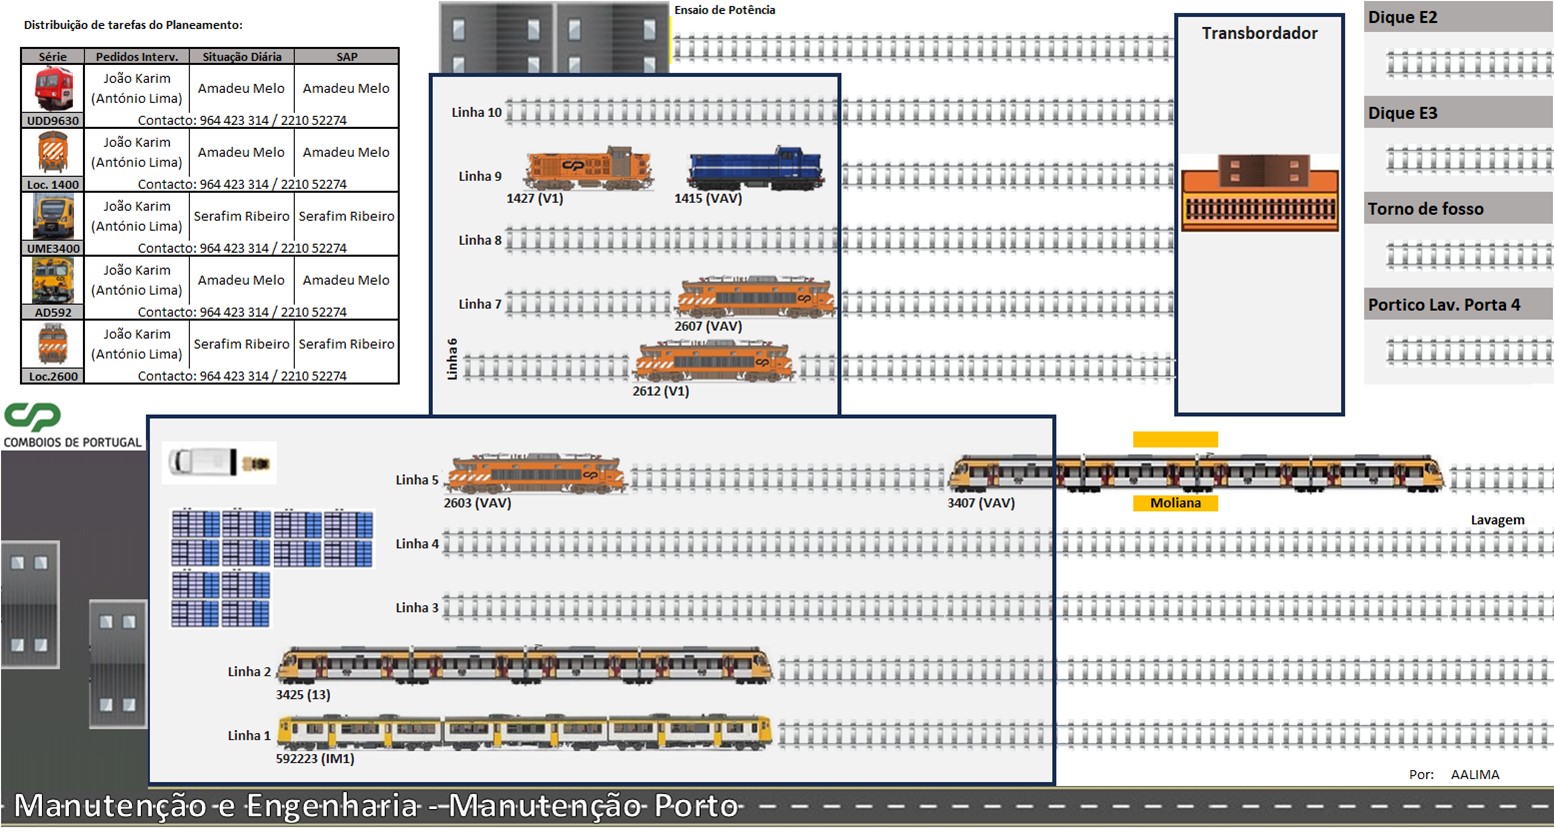 Distribuição de tarefas do Planeamento:
Série Pedidos Interv. Situação Diária SAP
João Karim
(António Lima) Amadeu Melo Amadeu Melo
UDD9630 Contacto: 964 423 314 / 2210 52274
João Karim
(António Lima) Amadeu Melo Amadeu Melo
Loc. 1400 Contacto: 964 423 314 / 2210 52274
João Karim
(António Lima) Serafim Ribeiro Serafim Ribeiro
UME3400 Contacto: 964 423 314 / 2210 52274
João Karim
(António Lima) Amadeu Melo Amadeu Melo
AD592 Contacto: 964 423 314 / 2210 52274
João Karim
(António Lima) Serafim Ribeiro Serafim Ribeiro
Loc.2600 Contacto: 964 423 314 / 2210 52274
CP
COMBOIOS DE PORTUGAL
Ensaio de Potência
Linha 10
Linha 9
1427 (V1)
1415 (VAV)
Linha 8
Linha 7
2607 (VAV)
Linha 6
2612 (V1)
Transbordador
Dique E2
Dique E3
Torno de fosso
Portico Lav. Porta 4
Linha 5
2603 (VAV)
3407 (VAV)
Moliana
Lavagem
Linha 4
Linha 3
Linha 2
3425 (13)
Linha 1
592223 (IM1)
Por: AALIMA
Manutenção e Engenharia - Manutenção Porto